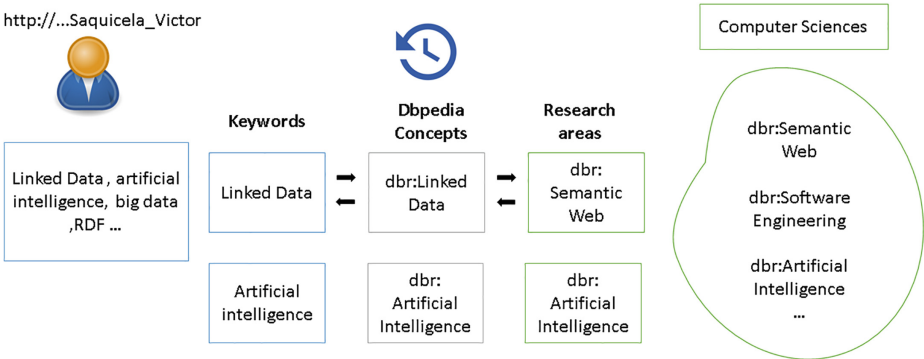 http://...Saquicela_Victor
Computer Sciences
Keywords
Dbpedia
Concepts
Research
areas
Linked Data , artificial
intelligence, big data
,RDF ...
Linked Data
dbr:Linked
Data
dbr:
Semantic
Web
Artificial
intelligence
dbr:
Artificial
Intelligence
dbr:
Artificial
Intelligence
dbr:Semantic
Web
dbr:Software
Engineering
dbr:Artificial
Intelligence
...